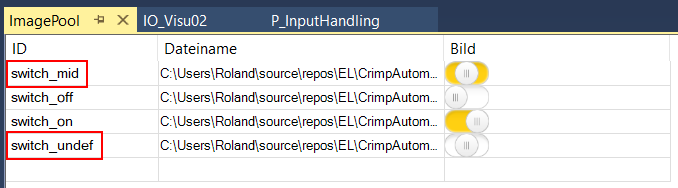 ImagePool IO_Visu02 P_InputHandling
ID Dateiname Bild
switch_mid C:\Users\Roland\source\repos\EL\CrimpAutom...
switch_off C:\Users\Roland\source\repos\EL\CrimpAutom...
switch_on C:\Users\Roland\source\repos\EL\CrimpAutom...
switch_undef C:\Users\Roland\source\repos\EL\CrimpAutom...